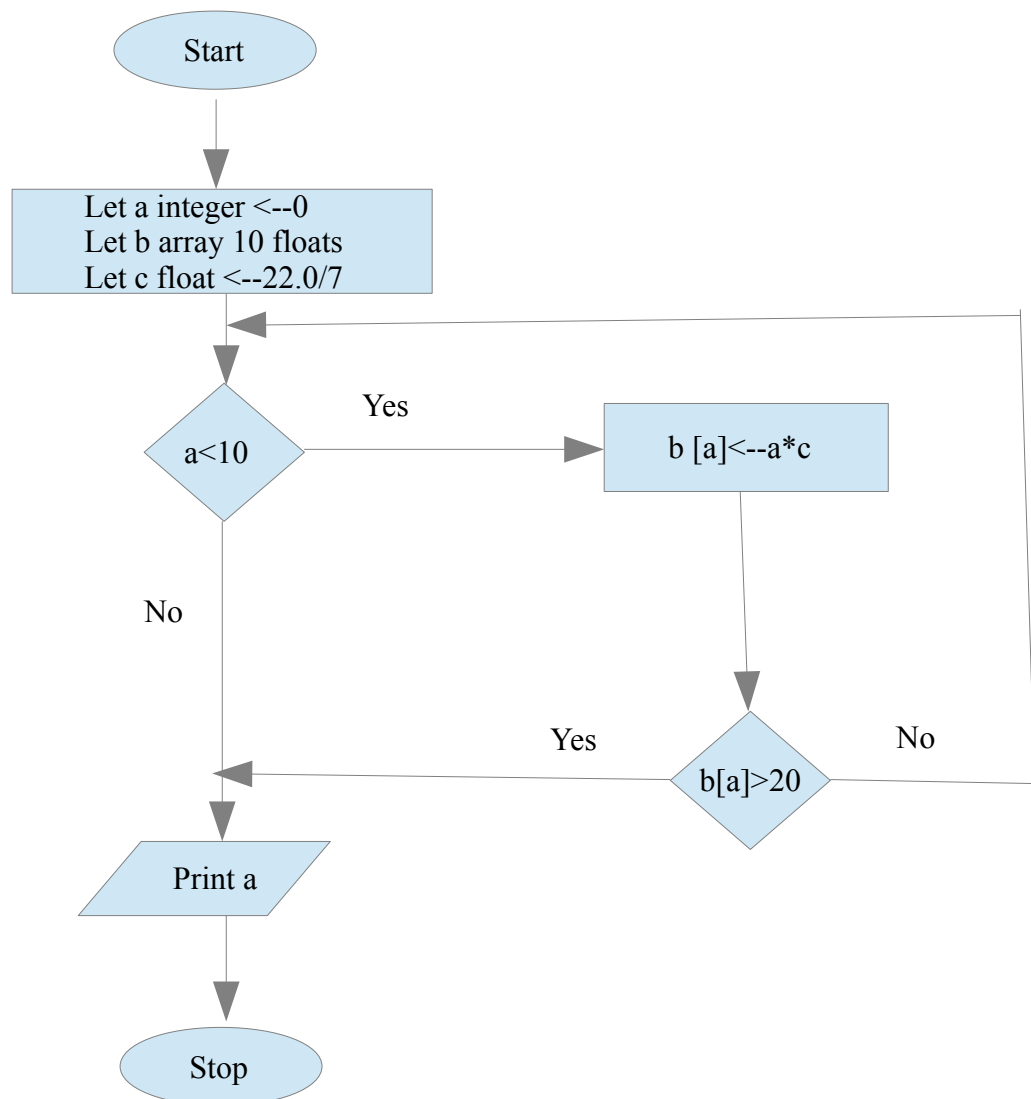 Start
Let a integer <--0
Let b array 10 floats
Let c float <--22.0/7
a<10
Yes
b [a]<--a*c
No
Yes
b[a]>20
No
Print a
Stop